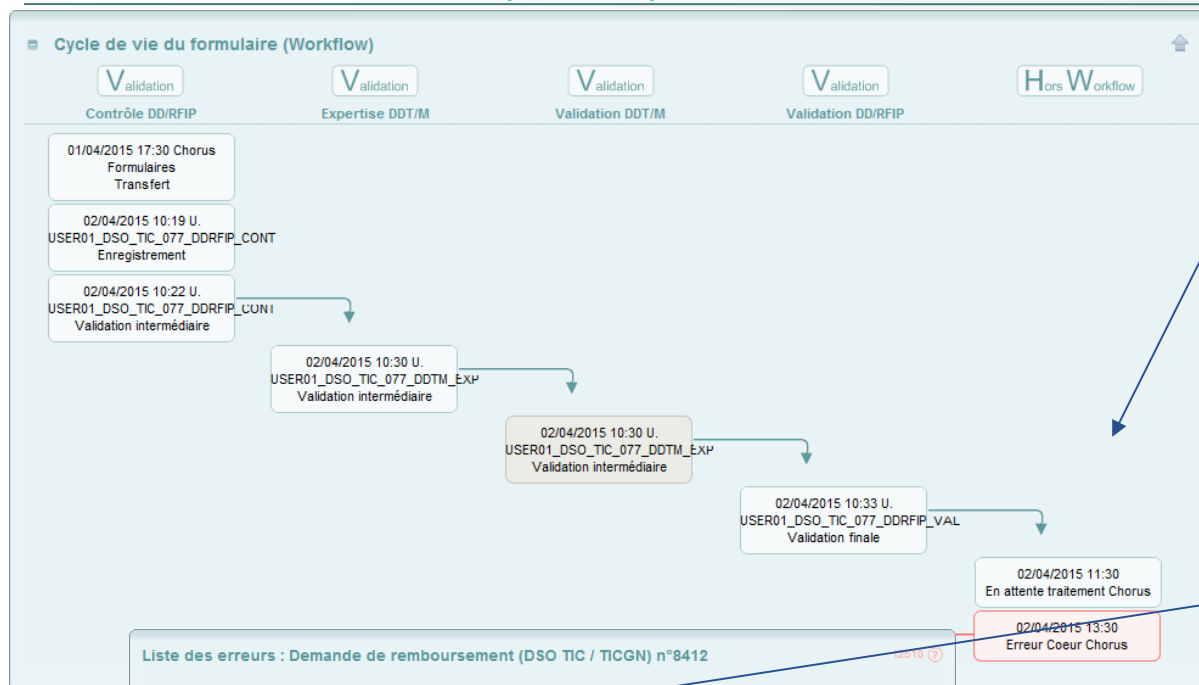 Cycle de vie du formulaire (Workflow)
Validation Validation Validation Validation Hors Workflow
Contrôle DD/RFIP Expertise DDT/M Validation DDT/M Validation DD/RFIP
01/04/2015 17:30 Chorus
Formulaires
Transfert
02/04/2015 10:19 U.
USER01_DSO_TIC_077_DDRFIP_CONT
Enregistrement
02/04/2015 10:22 U.
USER01_DSO_TIC_077_DDRFIP_CONT
Validation intermédiaire
02/04/2015 10:30 U.
USER01_DSO_TIC_077_DDTM_EXP
Validation intermédiaire
02/04/2015 10:30 U.
USER01_DSO_TIC_077_DDTM_EXP
Validation intermédiaire
02/04/2015 10:33 U.
USER01_DSO_TIC_077_DDRFIP_VAL
Validation finale
02/04/2015 11:30
En attente traitement Chorus
02/04/2015 13:30
Erreur Coeur Chorus
Liste des erreurs : Demande de remboursement (DSO TIC / TICGN) n°8412